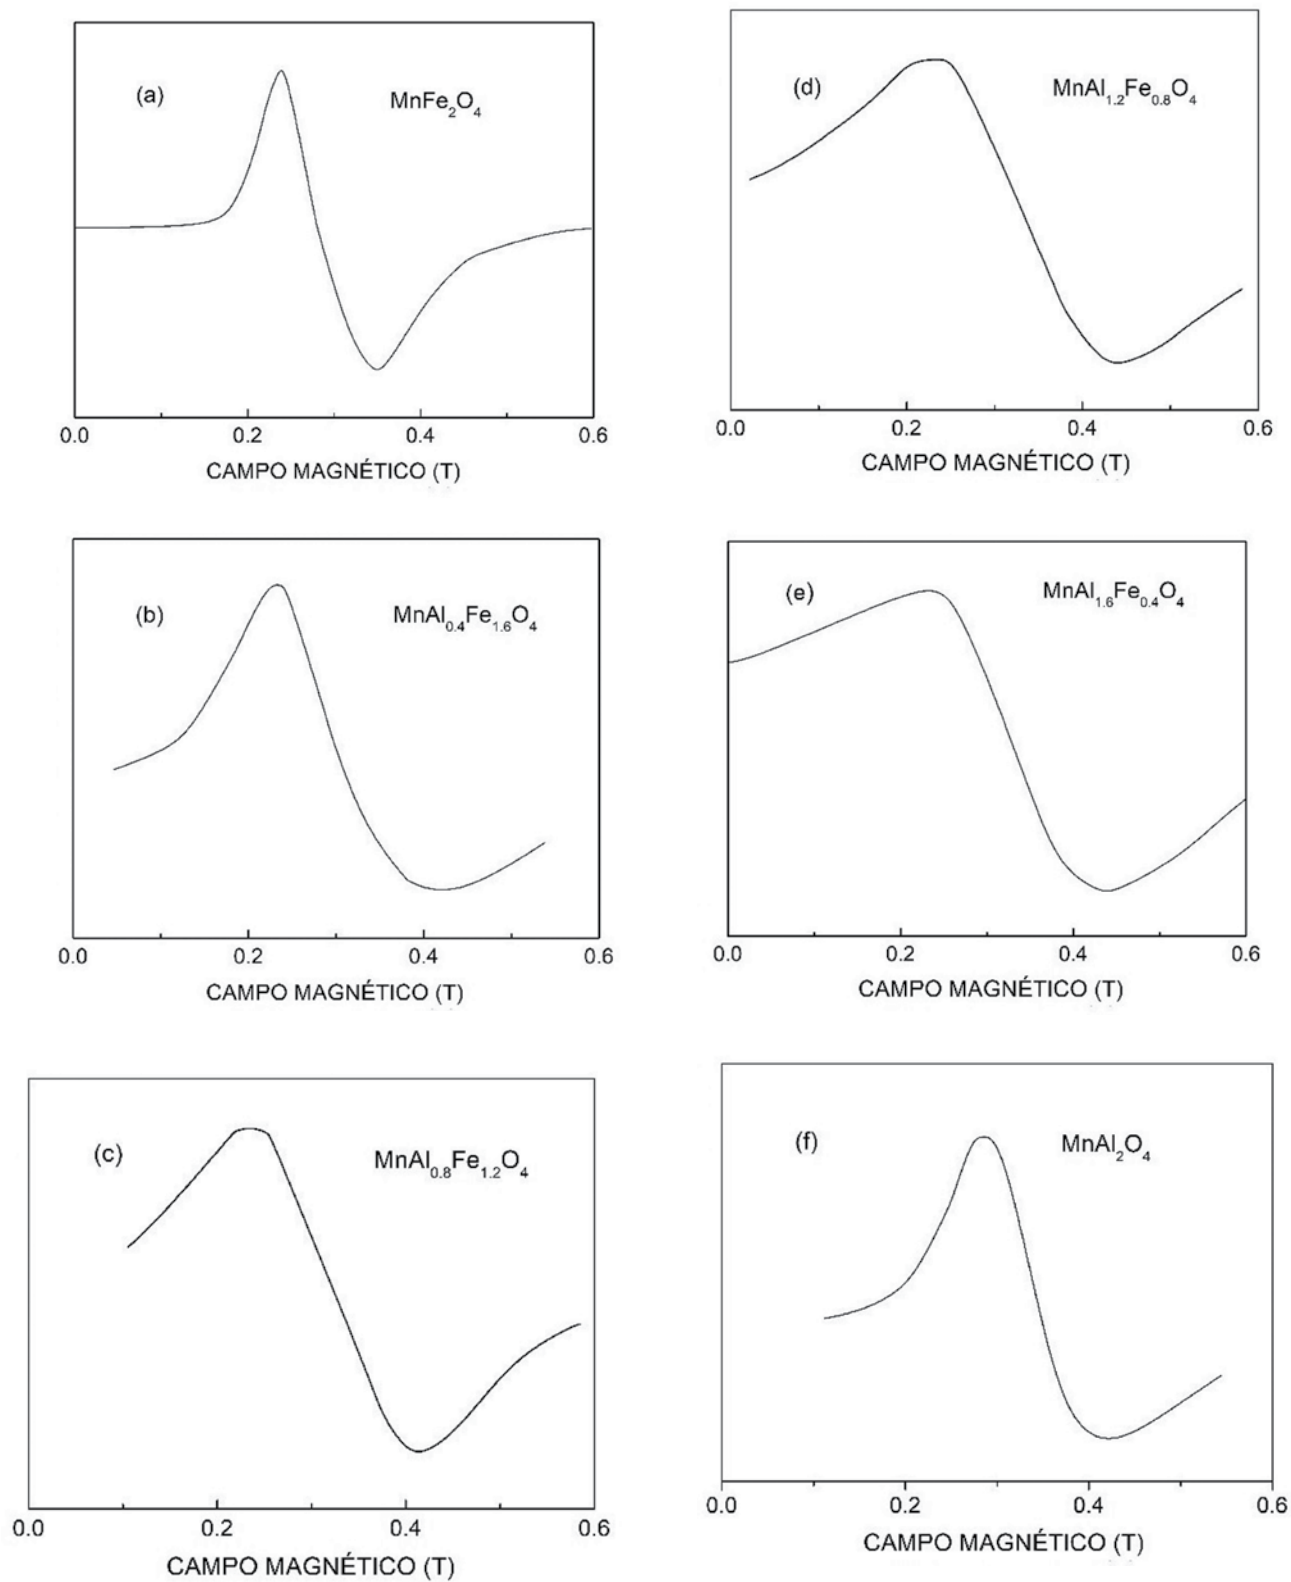 (a)
MnFe₂O₄
0.0 0.2 0.4 0.6
CAMPO MAGNÉTICO (T)
(d)
MnAl₁.₂Fe₀.₈O₄
0.0 0.2 0.4 0.6
CAMPO MAGNÉTICO (T)
(b)
MnAl₀.₄Fe₁.₆O₄
0.0 0.2 0.4 0.6
CAMPO MAGNÉTICO (T)
(e)
MnAl₁.₆Fe₀.₄O₄
0.0 0.2 0.4 0.6
CAMPO MAGNÉTICO (T)
(c)
MnAl₀.₈Fe₁.₂O₄
0.0 0.2 0.4 0.6
CAMPO MAGNÉTICO (T)
(f)
MnAl₂O₄
0.0 0.2 0.4 0.6
CAMPO MAGNÉTICO (T)